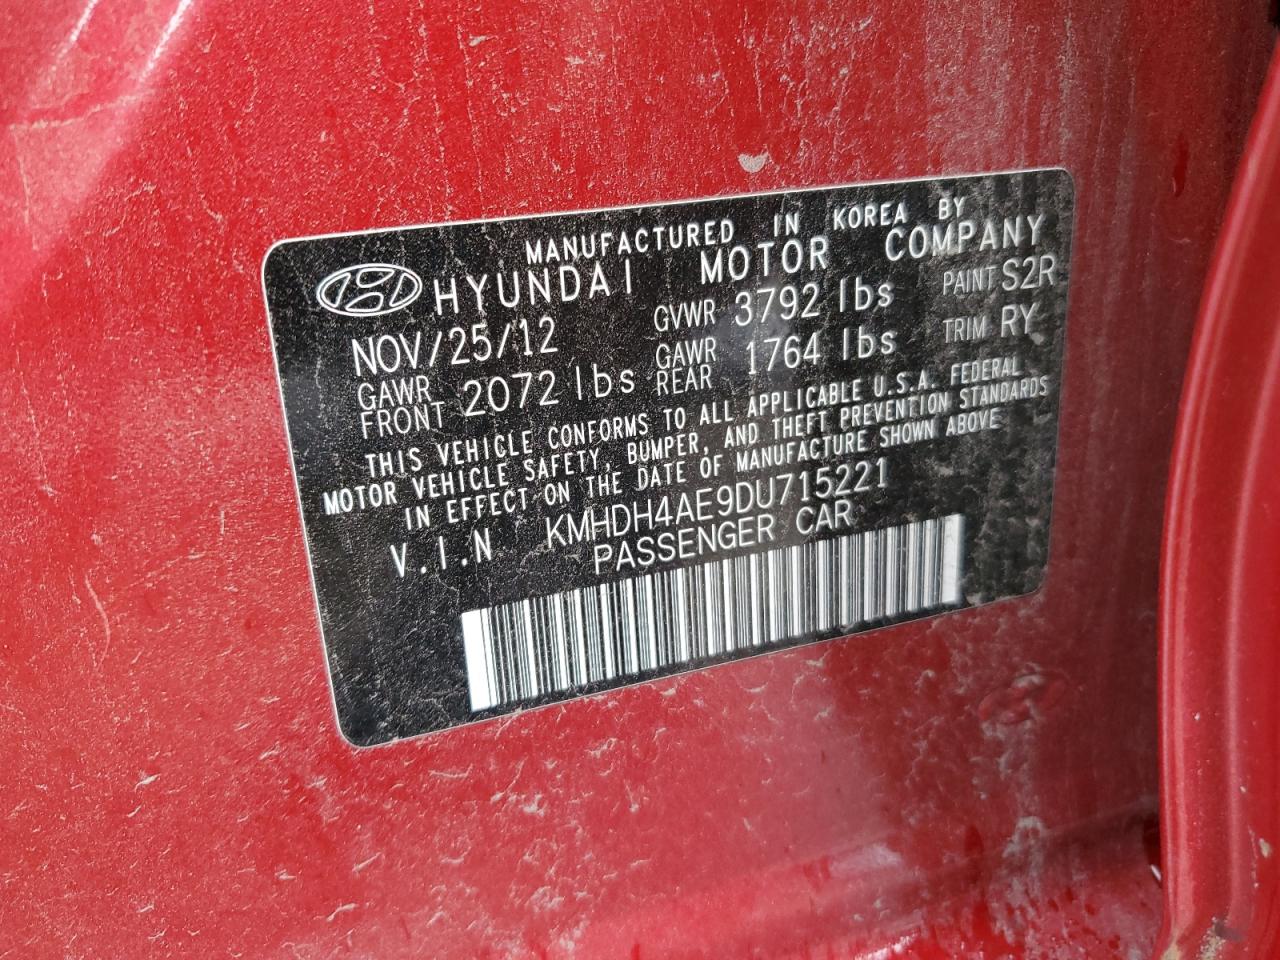 MANUFACTURED IN KOREA BY
HYUNDAI MOTOR COMPANY
NOV/25/12 GVWR 3792 lbs PAINT S2R
GAWR FRONT 2072 lbs GAWR REAR 1764 lbs TRIM RY
THIS VEHICLE CONFORMS TO ALL APPLICABLE U.S.A. FEDERAL
MOTOR VEHICLE SAFETY, BUMPER, AND THEFT PREVENTION STANDARDS
IN EFFECT ON THE DATE OF MANUFACTURE SHOWN ABOVE
V.I.N KMHDH4AE9DU715221
PASSENGER CAR